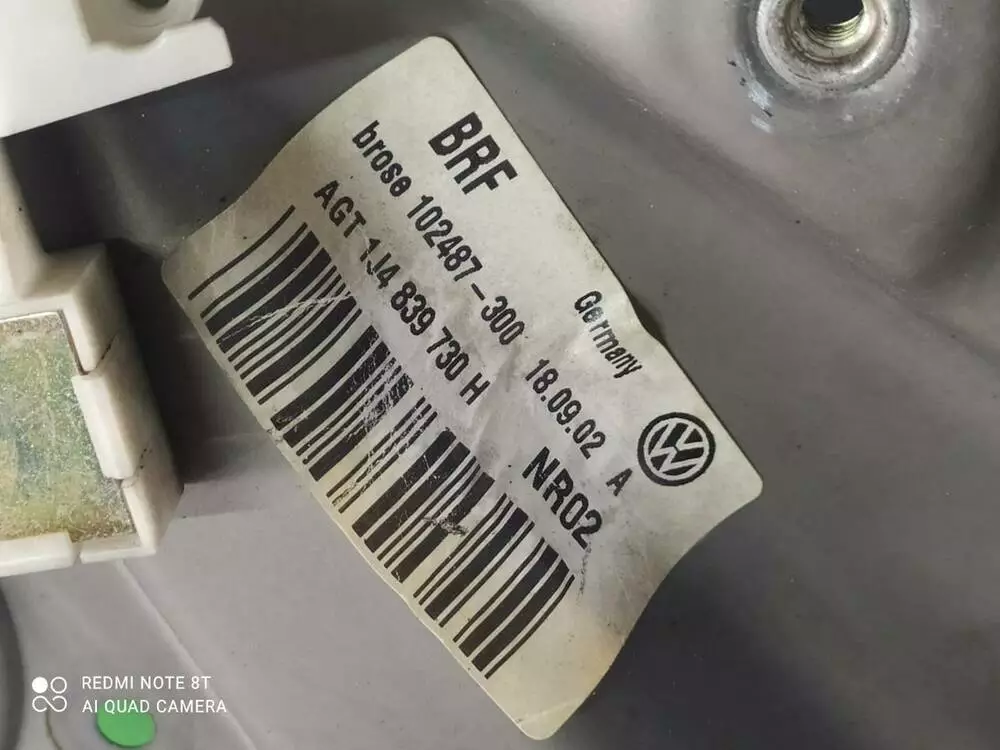 BRF
Germany
brose 102487-300 18.09.02 A
AGT 1J4 839 730 H NR02
REDMI NOTE 8T
AI QUAD CAMERA